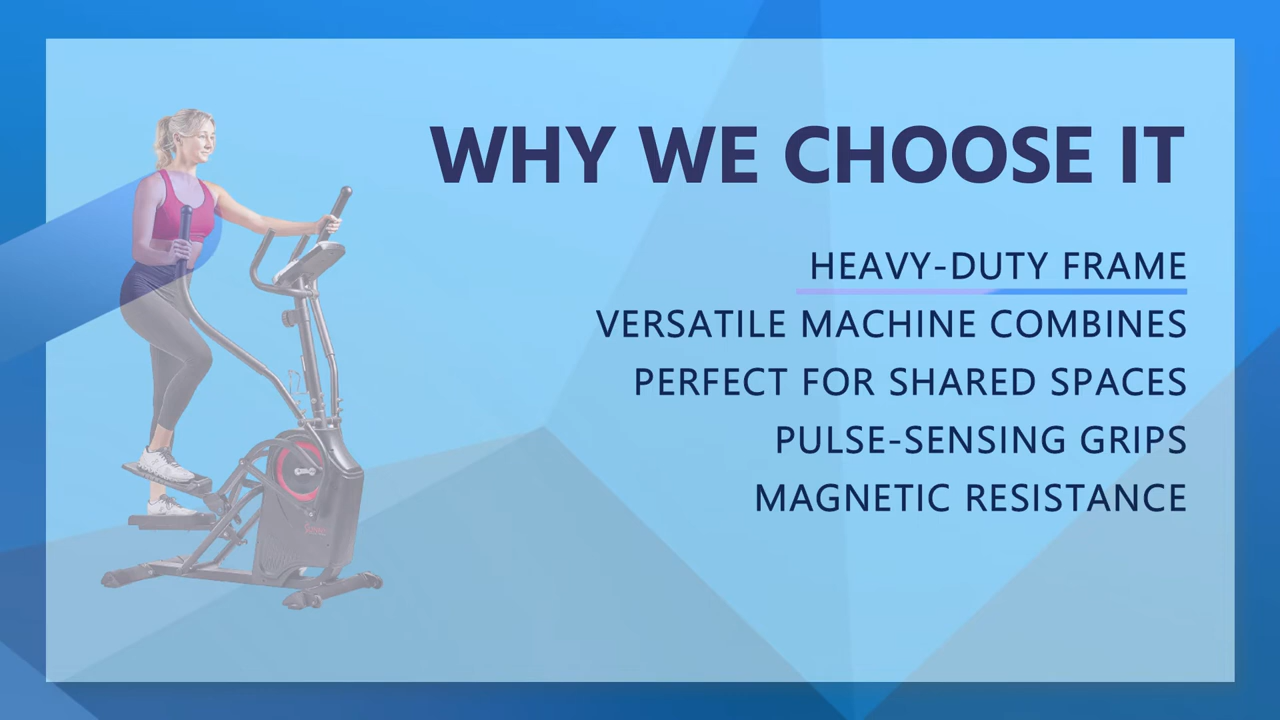 WHY WE CHOOSE IT
HEAVY-DUTY FRAME
VERSATILE MACHINE COMBINES
PERFECT FOR SHARED SPACES
PULSE-SENSING GRIPS
MAGNETIC RESISTANCE